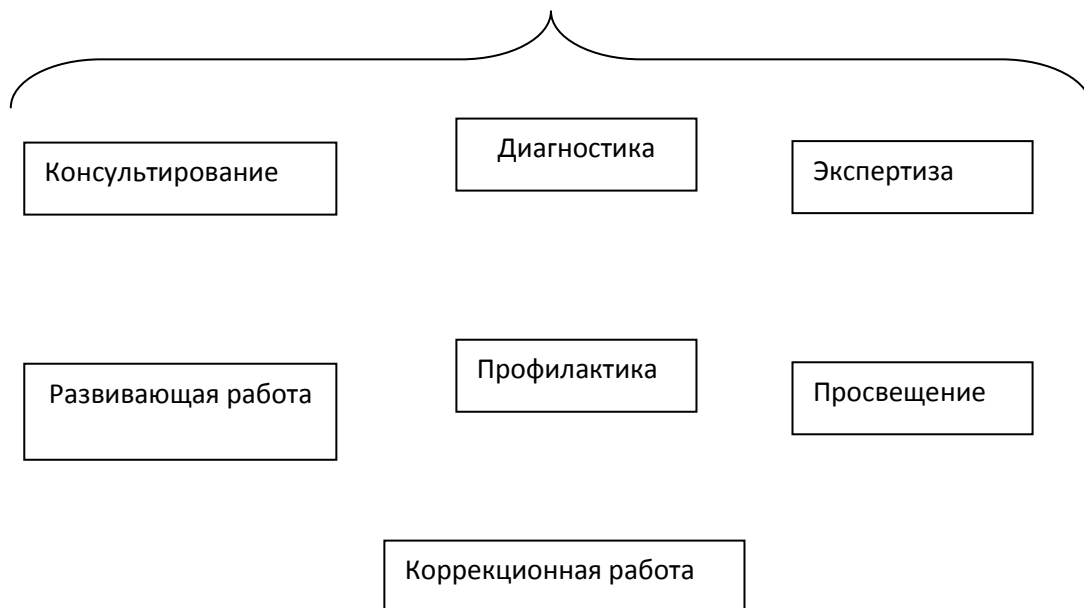 Консультирование
Диагностика
Экспертиза
Развивающая работа
Профилактика
Просвещение
Коррекционная работа